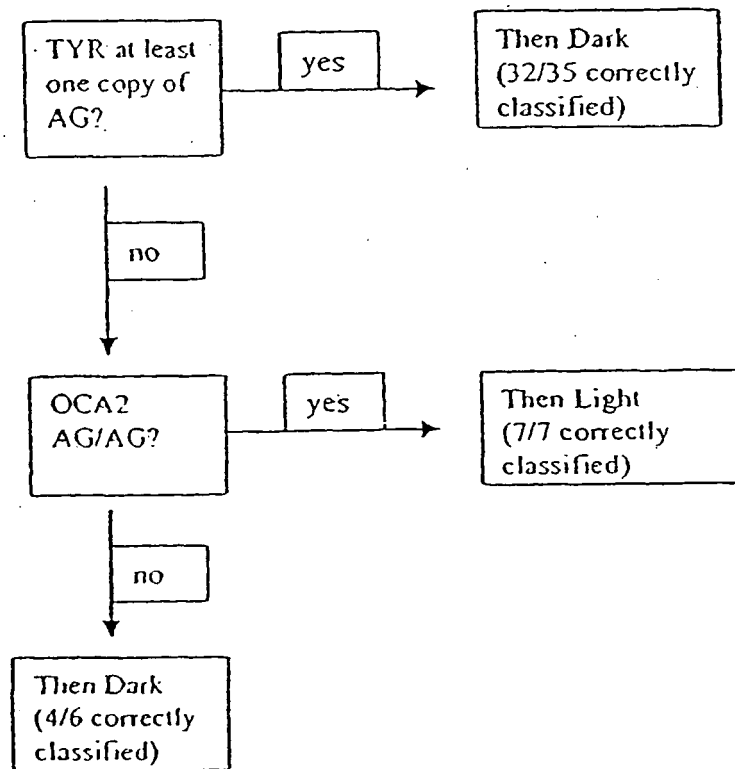 TYR at least
one copy of
AG?
yes
Then Dark
(32/35 correctly
classified)
no
OCA2
AG/AG?
yes
Then Light
(7/7 correctly
classified)
no
Then Dark
(4/6 correctly
classified)